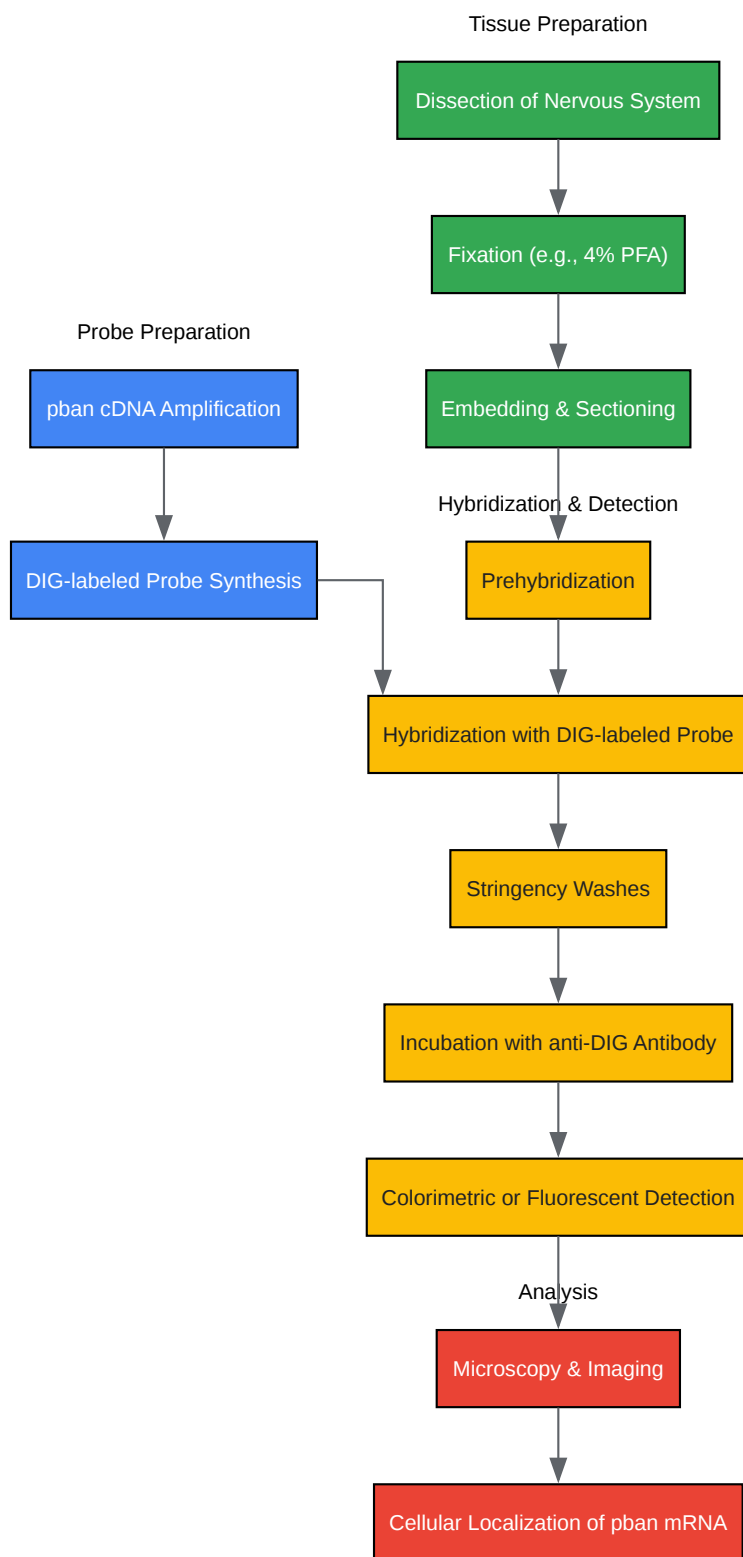 Tissue Preparation
Dissection of Nervous System
Fixation (e.g., 4% PFA)
Probe Preparation
pban cDNA Amplification
Embedding & Sectioning
Hybridization & Detection
DIG-labeled Probe Synthesis
Prehybridization
Hybridization with DIG-labeled Probe
Stringency Washes
Incubation with anti-DIG Antibody
Colorimetric or Fluorescent Detection
Analysis
Microscopy & Imaging
Cellular Localization of pban mRNA